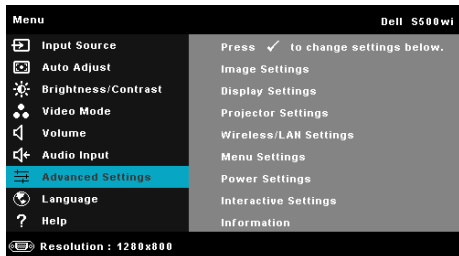 Menu Dell S500wi
Input Source Press ✓ to change settings below.
Auto Adjust Image Settings
Brightness/Contrast Display Settings
Video Mode Projector Settings
Volume Wireless/LAN Settings
Audio Input Menu Settings
Advanced Settings Power Settings
Language Interactive Settings
? Help Information
Resolution : 1280x800